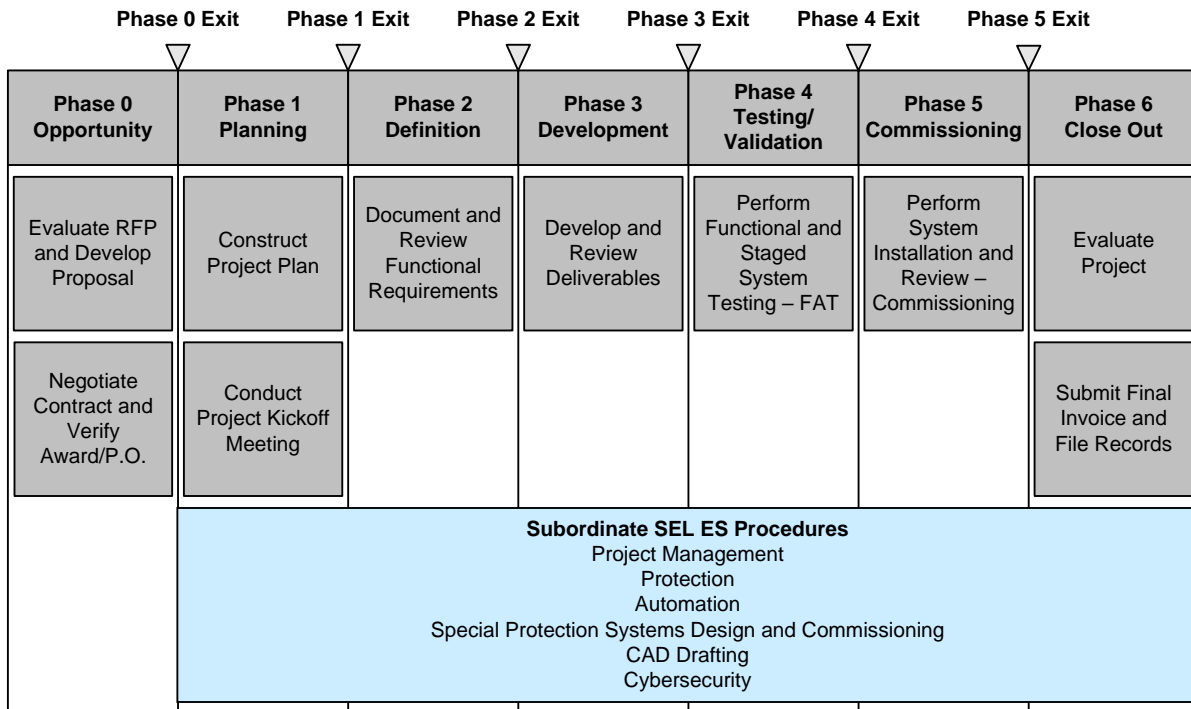 Phase 0 Exit
Phase 1 Exit
Phase 2 Exit
Phase 3 Exit
Phase 4 Exit
Phase 5 Exit
Phase 0
Opportunity
Phase 1
Planning
Phase 2
Definition
Phase 3
Development
Phase 4
Testing/
Validation
Phase 5
Commissioning
Phase 6
Close Out
Evaluate RFP
and Develop
Proposal
Construct
Project Plan
Document and
Review
Functional
Requirements
Develop and
Review
Deliverables
Perform
Functional and
Staged
System
Testing – FAT
Perform
System
Installation and
Review –
Commissioning
Evaluate
Project
Negotiate
Contract and
Verify
Award/P.O.
Conduct
Project Kickoff
Meeting
Submit Final
Invoice and
File Records
Subordinate SEL ES Procedures
Project Management
Protection
Automation
Special Protection Systems Design and Commissioning
CAD Drafting
Cybersecurity